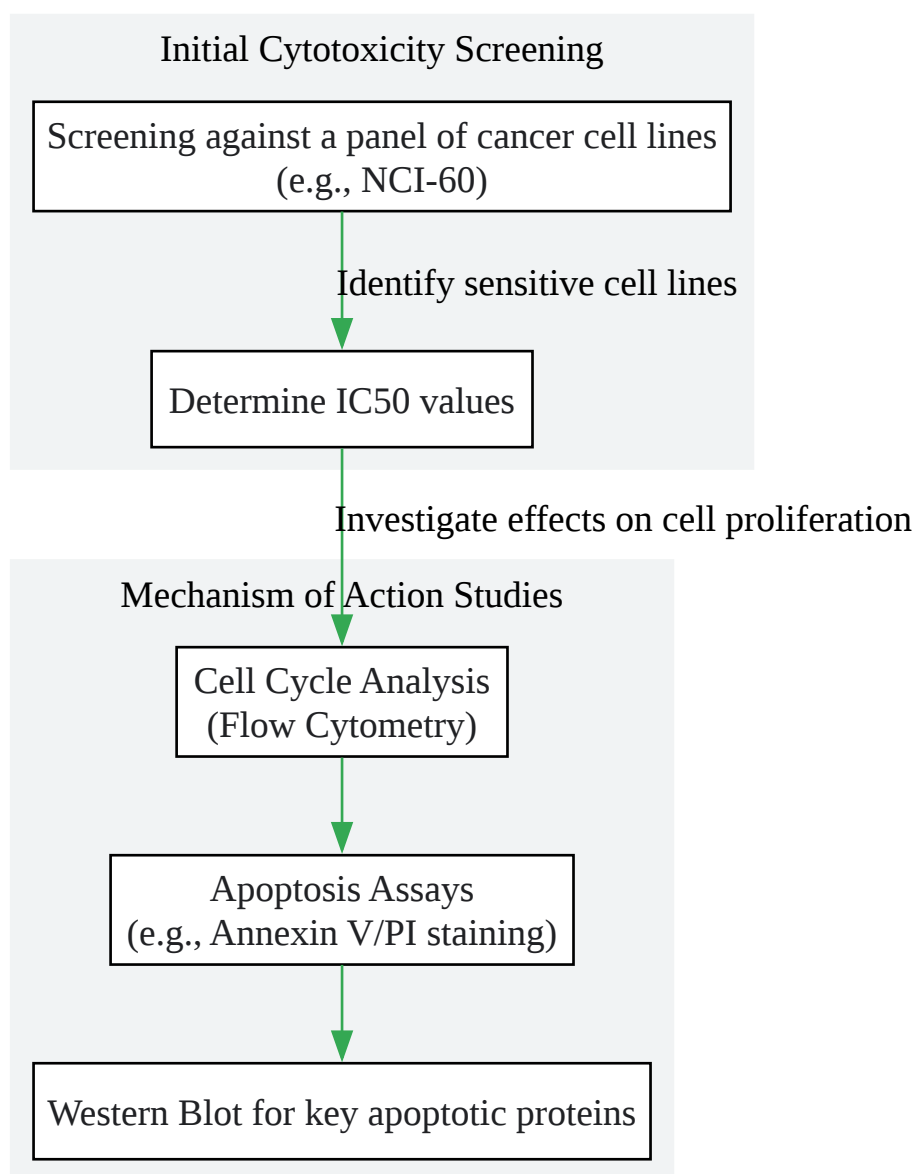 Initial Cytotoxicity Screening
Screening against a panel of cancer cell lines
(e.g., NCI-60)
Identify sensitive cell lines
Determine IC50 values
Investigate effects on cell proliferation
Mechanism of Action Studies
Cell Cycle Analysis
(Flow Cytometry)
Apoptosis Assays
(e.g., Annexin V/PI staining)
Western Blot for key apoptotic proteins